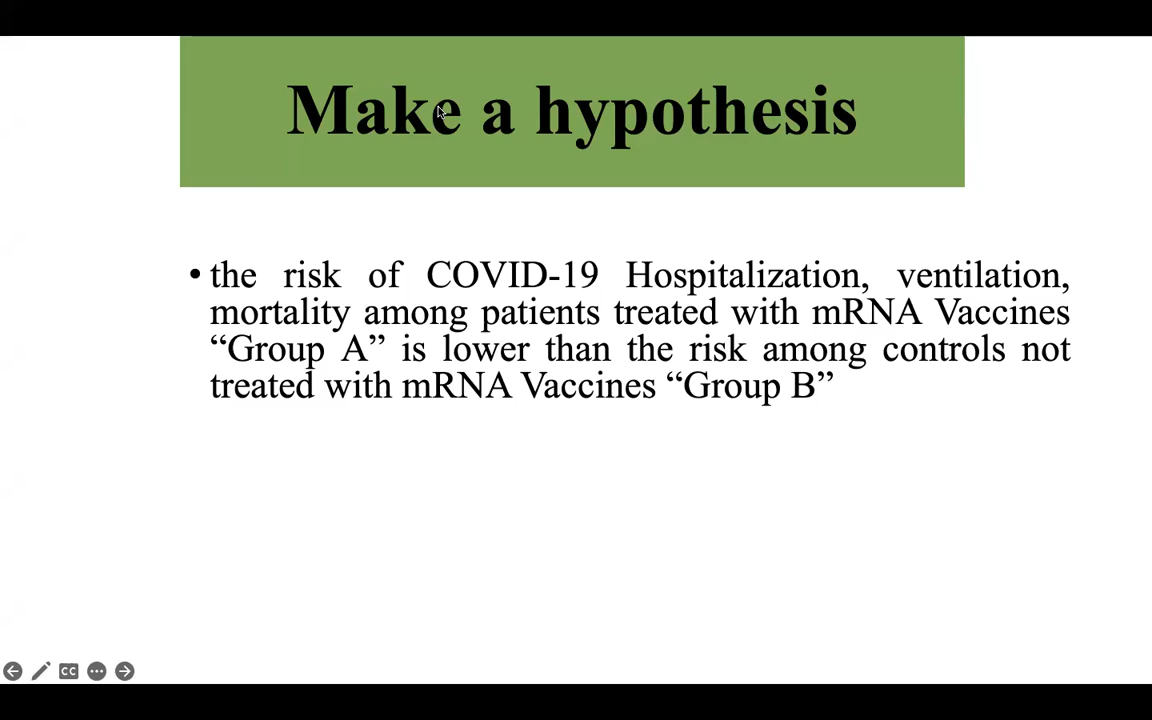 Make a hypothesis
• the risk of COVID-19 Hospitalization, ventilation,
mortality among patients treated with mRNA Vaccines
“Group A” is lower than the risk among controls not
treated with mRNA Vaccines “Group B”
CC